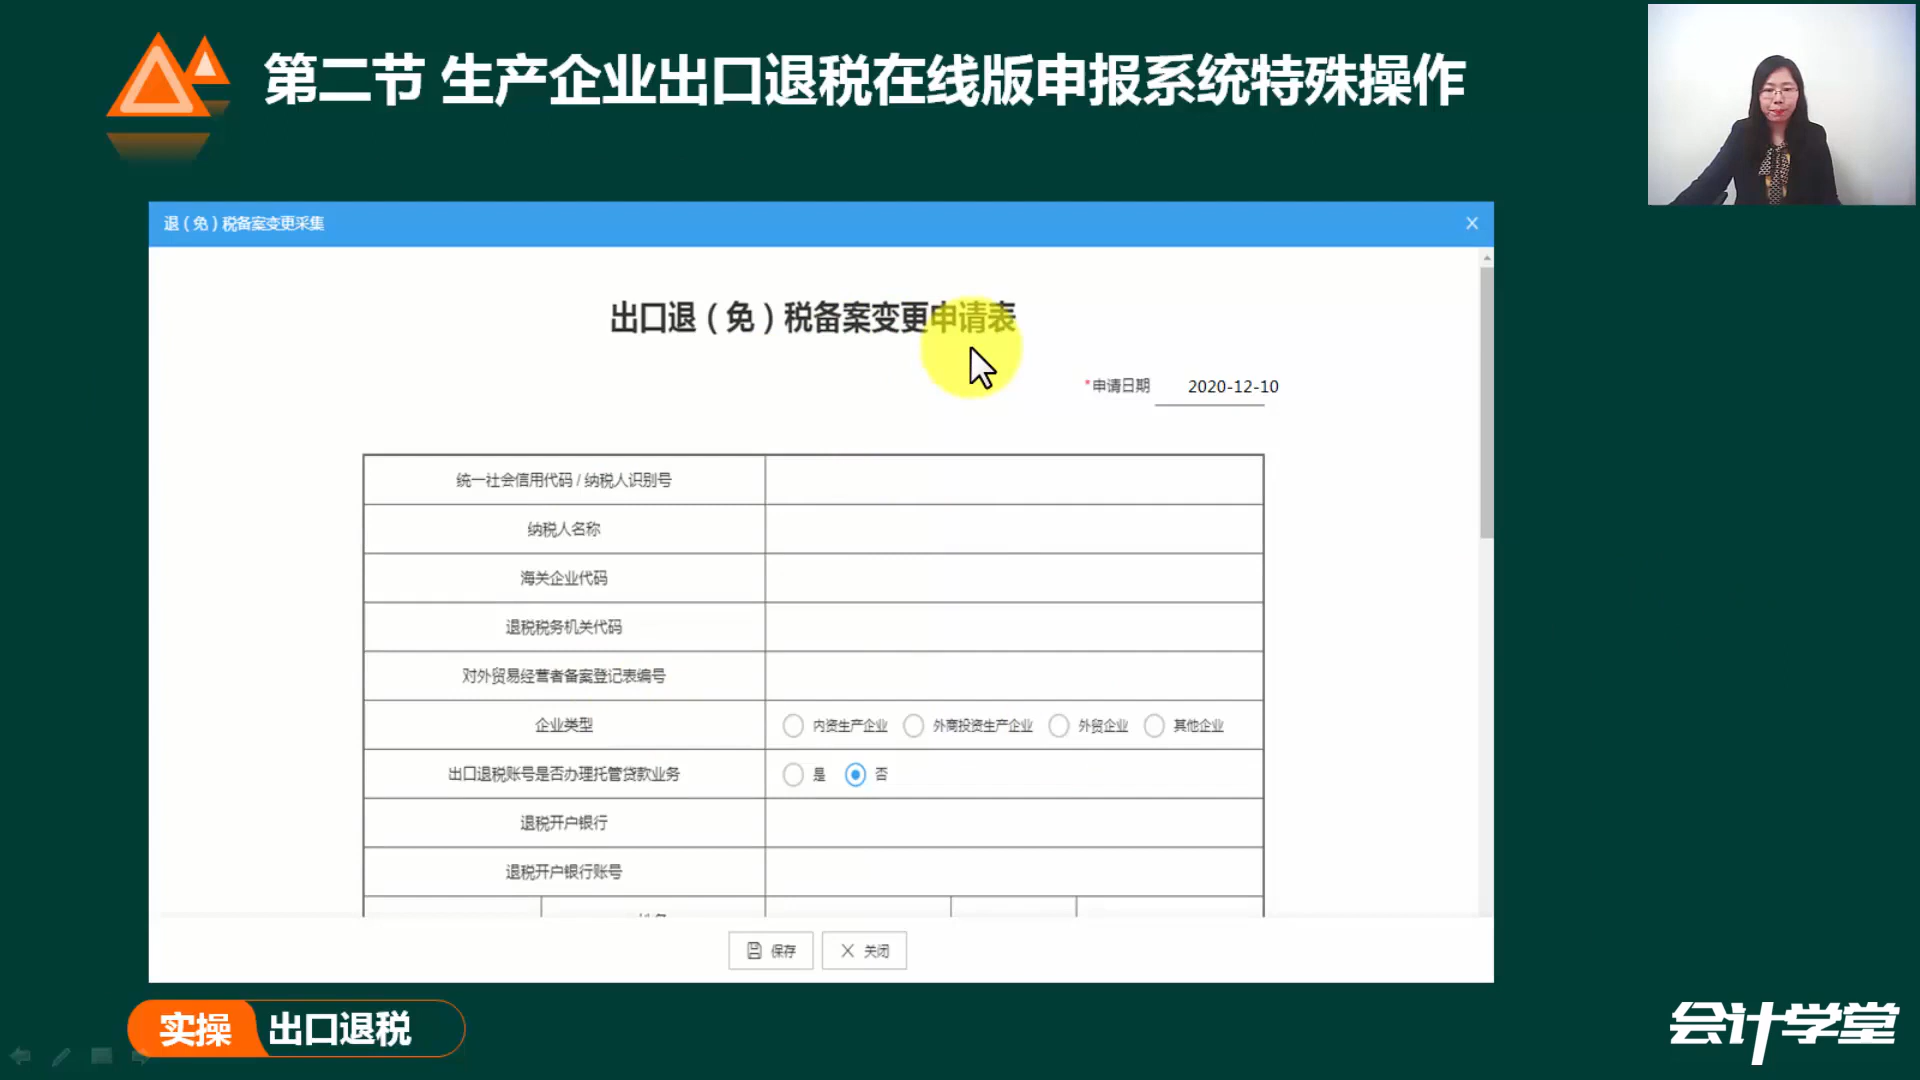 第二节 生产企业出口退税在线版申报系统特殊操作
退（免）税备案变更采集
出口退（免）税备案变更申请表
*申请日期 2020-12-10
统一社会信用代码 / 纳税人识别号
纳税人名称
海关企业代码
退税税务机关代码
对外贸易经营者备案登记表编号
企业类型 内资生产企业 外商投资生产企业 外贸企业 其他企业
出口退税账号是否办理托管贷款业务 是 否
退税开户银行
退税开户银行账号
保存 关闭
实操 出口退税
会计学堂